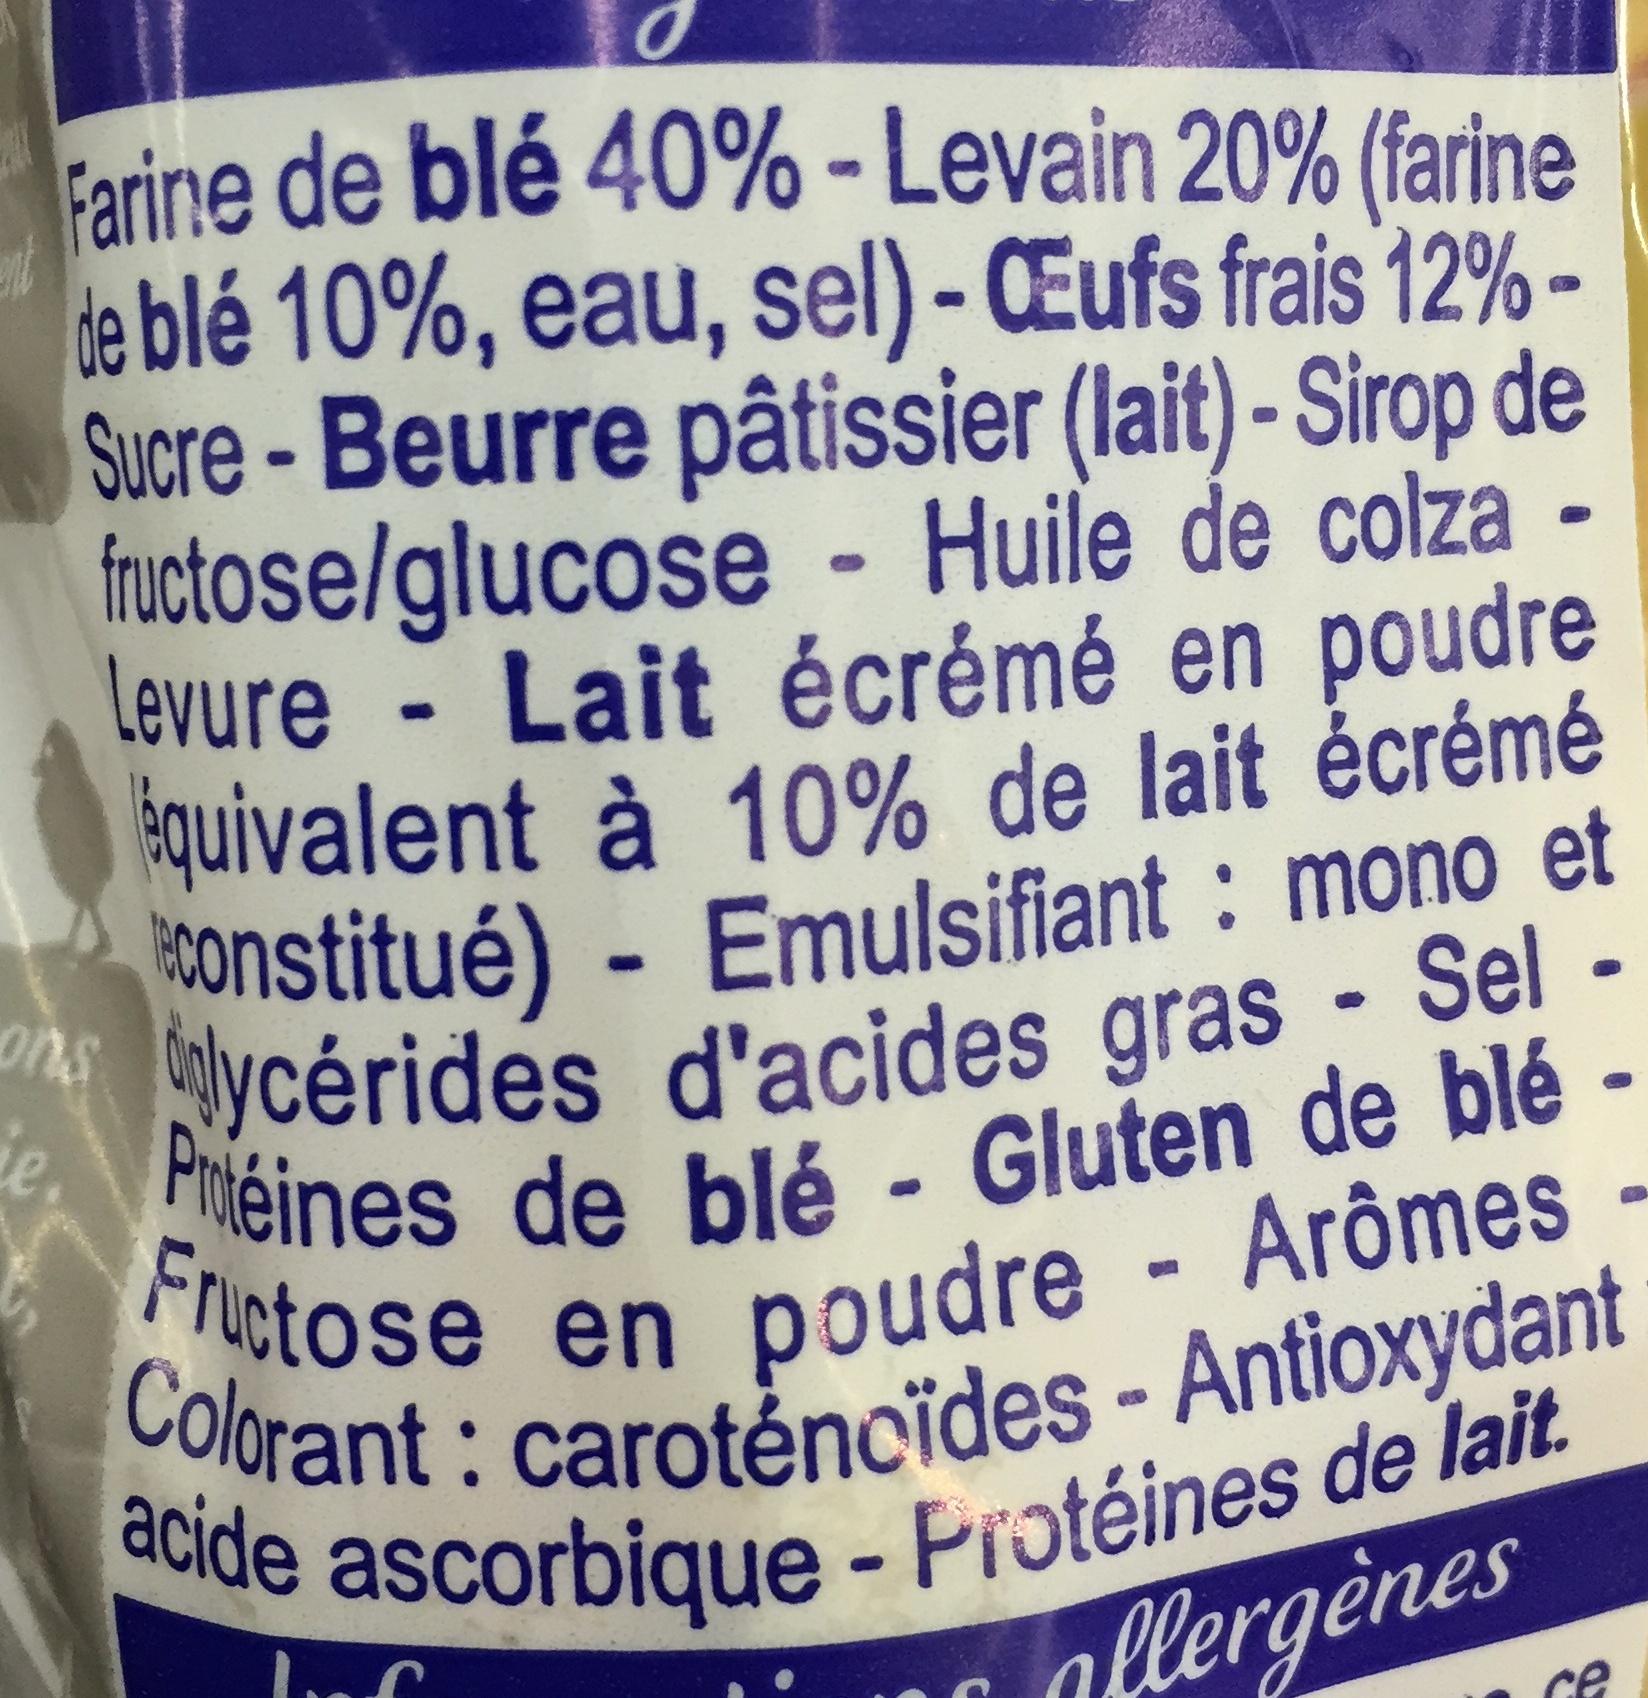 Farine de blé 40% - Levain 20% (farine
de blé 10%, eau, sel) - Œufs frais 12% -
Sucre - Beurre pâtissier (lait) - Sirop de
fructose/glucose - Huile de colza -
Levure - Lait écrémé en poudre
(équivalent à 10% de lait écrémé
reconstitué) - Emulsifiant : mono et
diglycérides d'acides gras - Sel -
Protéines de blé - Gluten de blé -
Fructose en poudre - Arômes -
Colorant : caroténoïdes - Antioxydant :
acide ascorbique - Protéines de lait.
allergènes
ce
ons
ie.